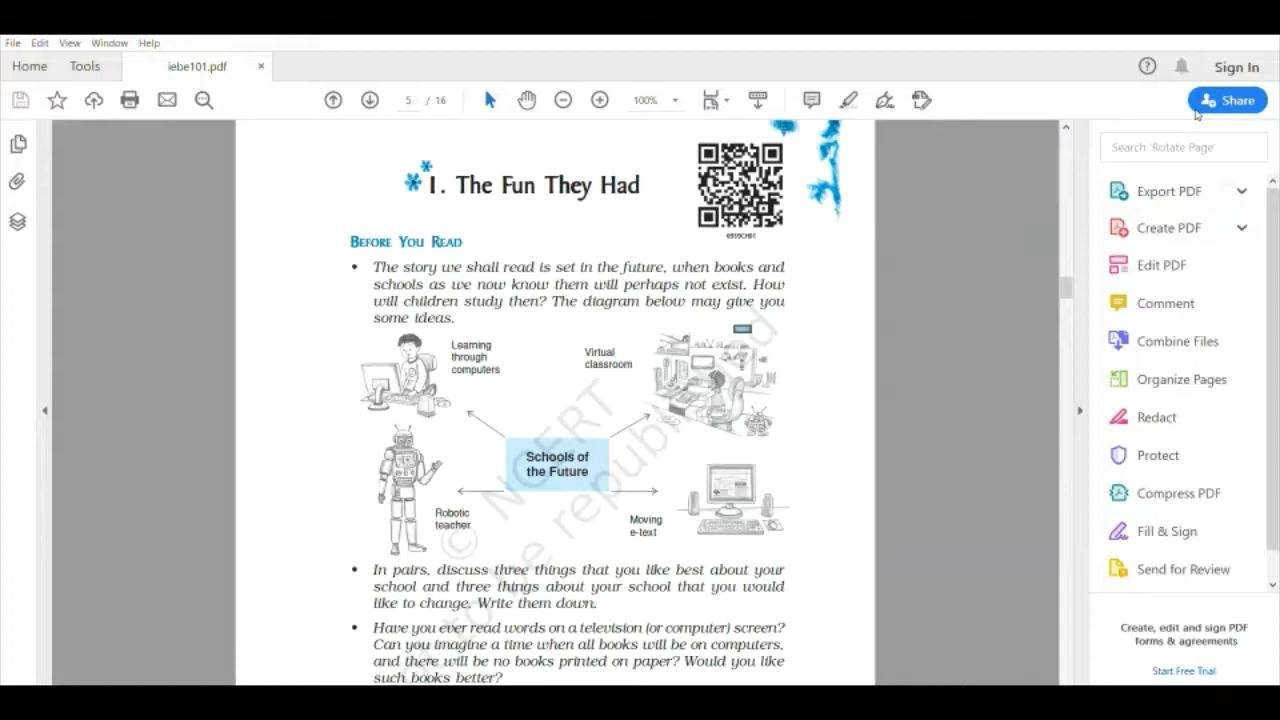 File Edit View Window Help
Home Tools iebe101.pdf × Sign In
5 / 16 100% Share
Search 'Rotate Page'
Export PDF
Create PDF
Edit PDF
Comment
Combine Files
Organize Pages
Redact
Protect
Compress PDF
Fill & Sign
Send for Review
Create, edit and sign PDF
forms & agreements
Start Free Trial
1. The Fun They Had
0959CH01
BEFORE YOU READ
• The story we shall read is set in the future, when books and
schools as we now know them will perhaps not exist. How
will children study then? The diagram below may give you
some ideas.
Learning
through
computers
Virtual
classroom
Schools of
the Future
Robotic
teacher
Moving
e-text
© NCERT
• In pairs, discuss three things that you like best about your
school and three things about your school that you would
like to change. Write them down.
• Have you ever read words on a television (or computer) screen?
Can you imagine a time when all books will be on computers,
and there will be no books printed on paper? Would you like
such books better?